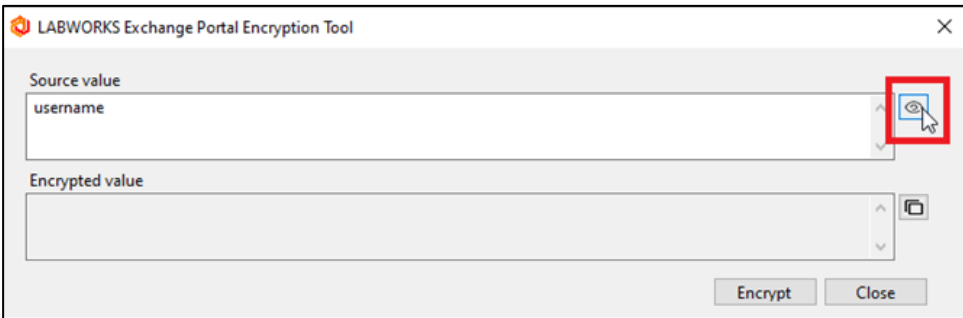 LABWORKS Exchange Portal Encryption Tool
Source value
username
Encrypted value
Encrypt Close